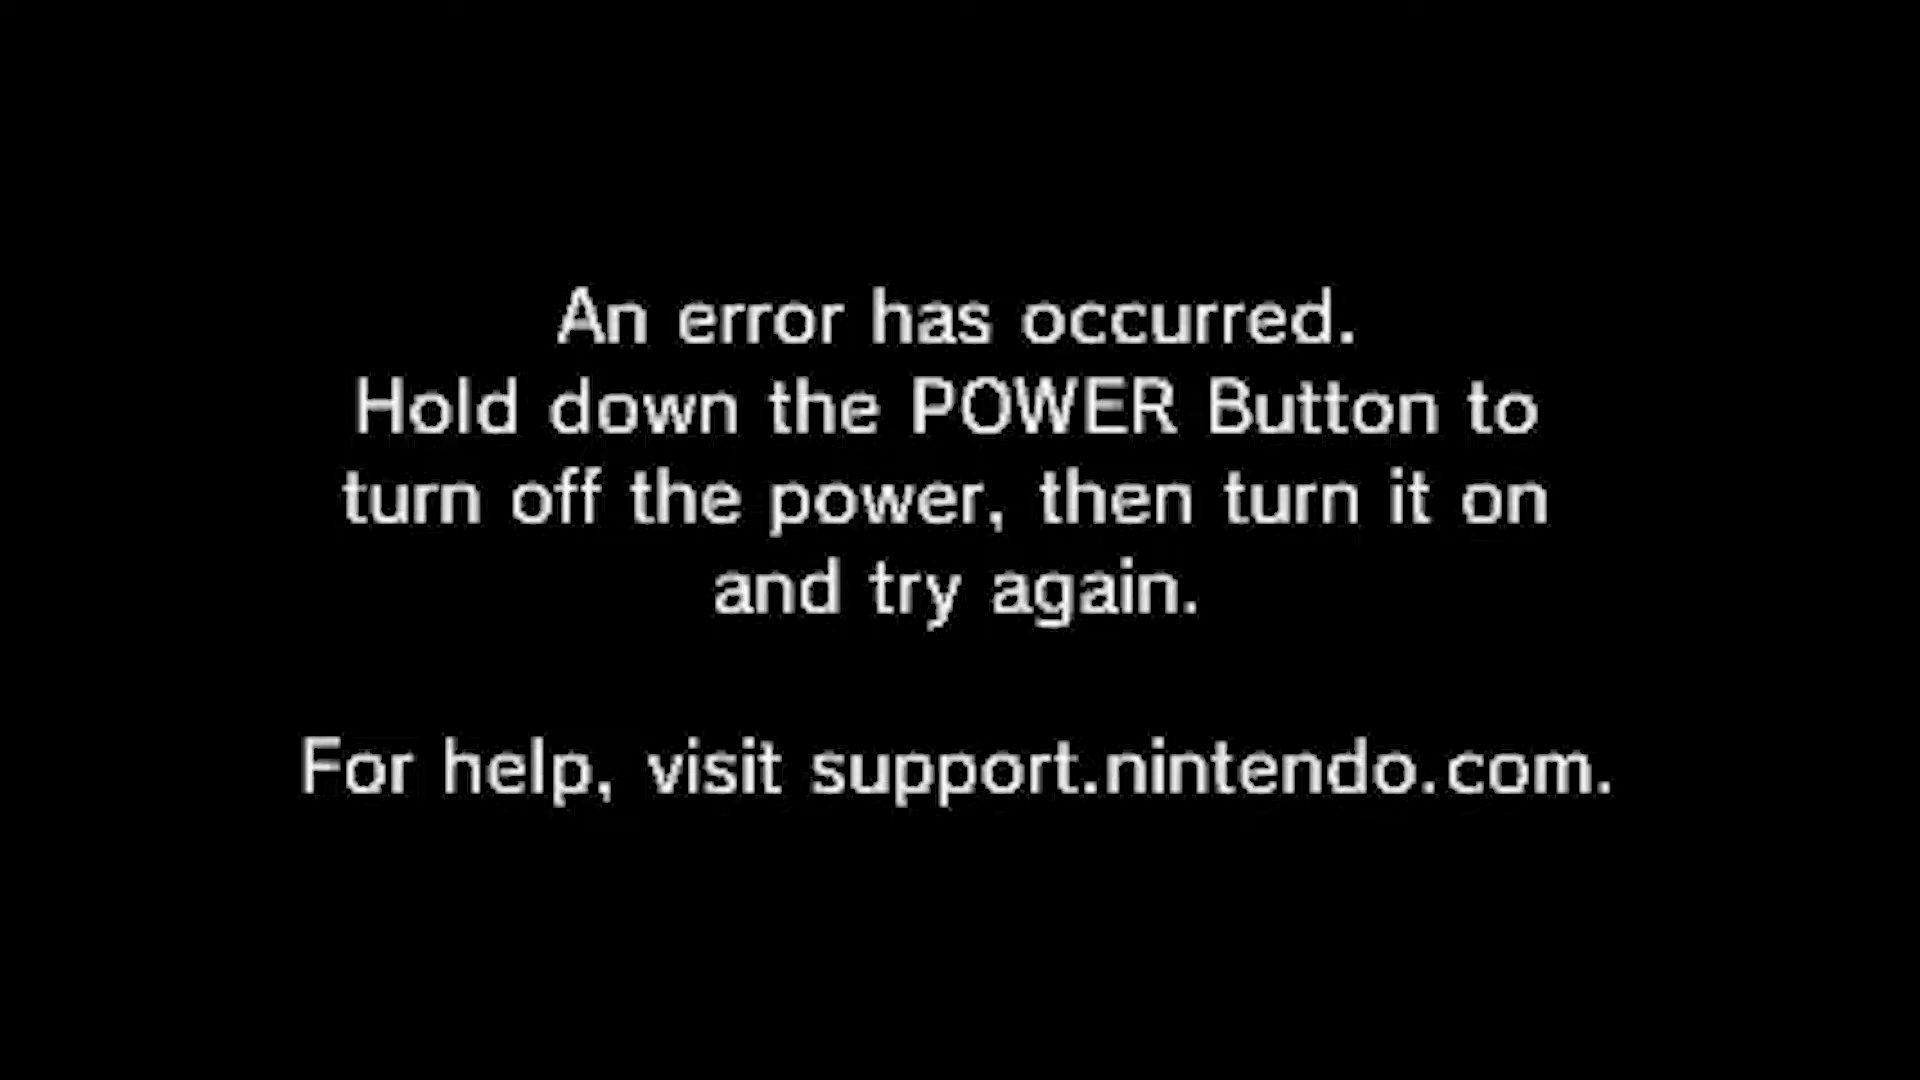 An error has occurred.
Hold down the POWER Button to
turn off the power, then turn it on
and try again.
For help, visit support.nintendo.com.